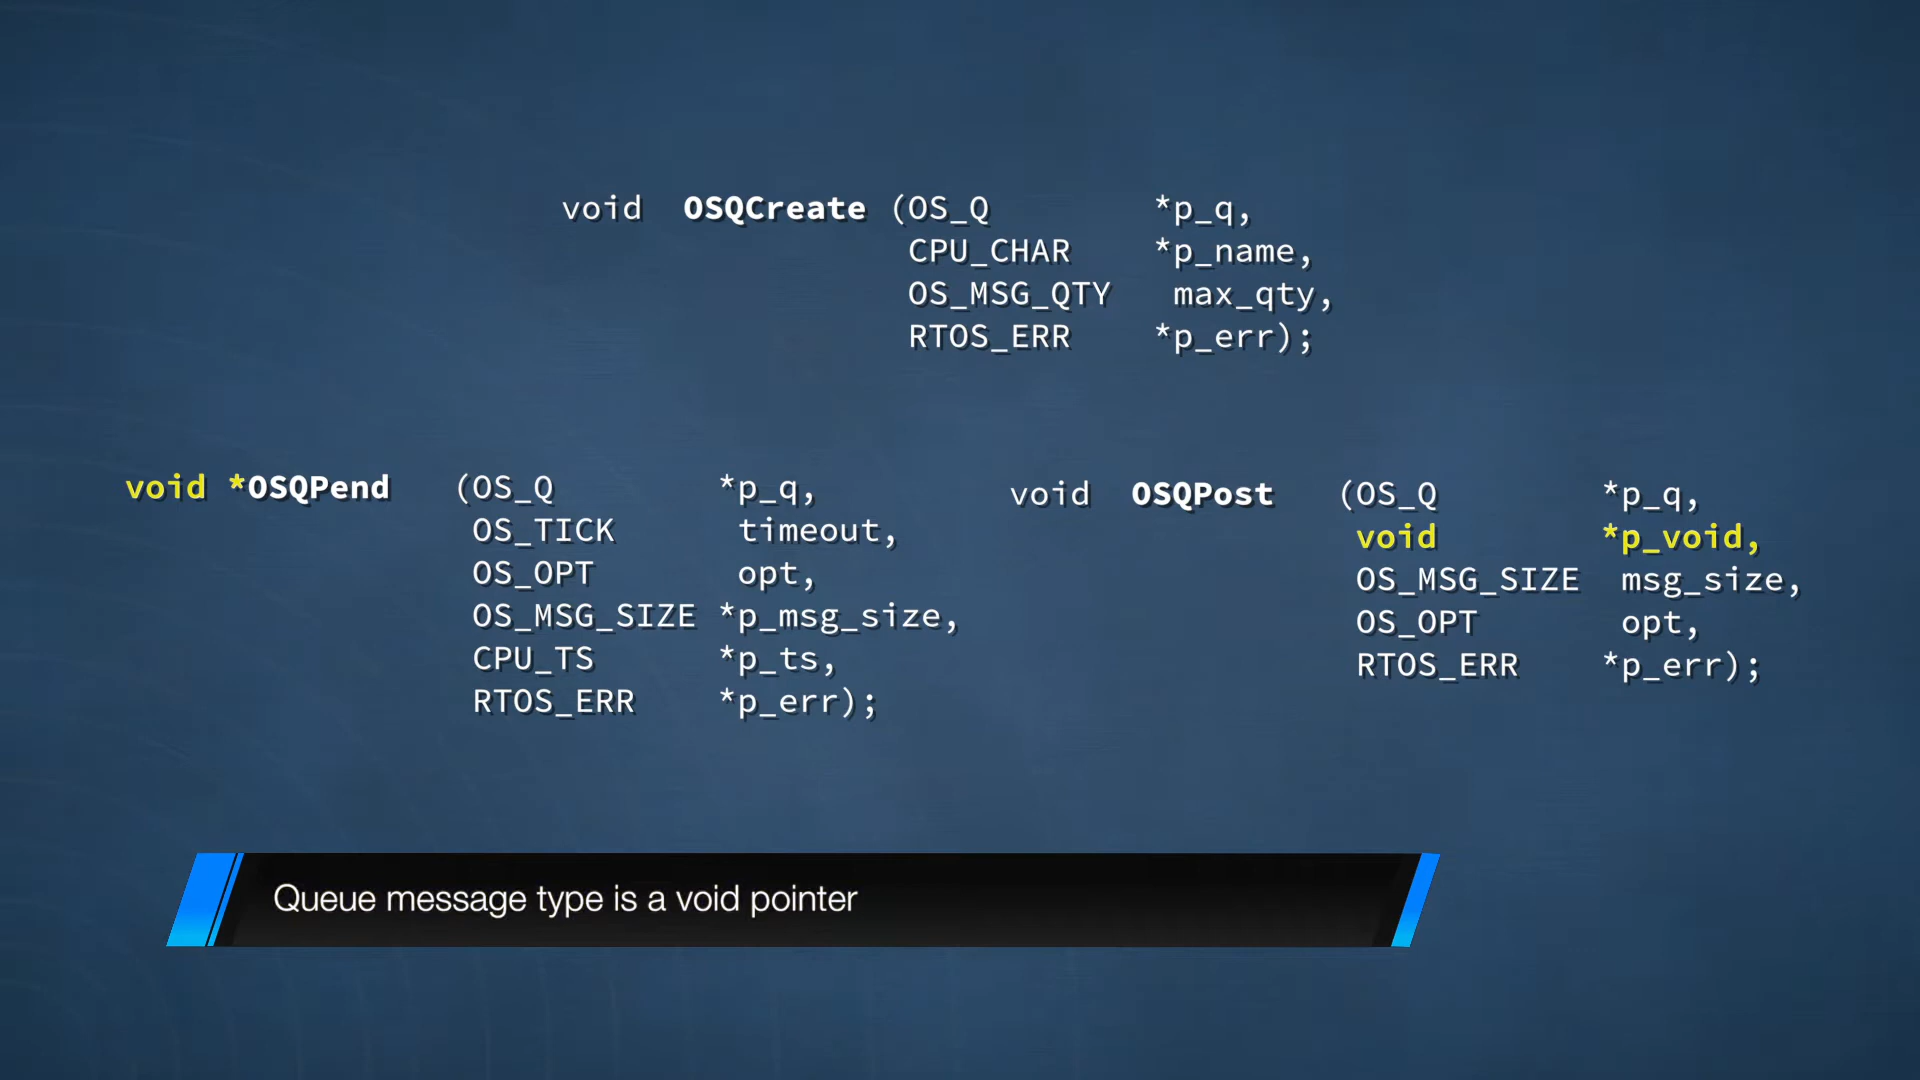 void OSQCreate (OS_Q *p_q,
CPU_CHAR *p_name,
OS_MSG_QTY max_qty,
RTOS_ERR *p_err);
void *OSQPend (OS_Q *p_q,
OS_TICK timeout,
OS_OPT opt,
OS_MSG_SIZE *p_msg_size,
CPU_TS *p_ts,
RTOS_ERR *p_err);
void OSQPost (OS_Q *p_q,
void *p_void,
OS_MSG_SIZE msg_size,
OS_OPT opt,
RTOS_ERR *p_err);
Queue message type is a void pointer